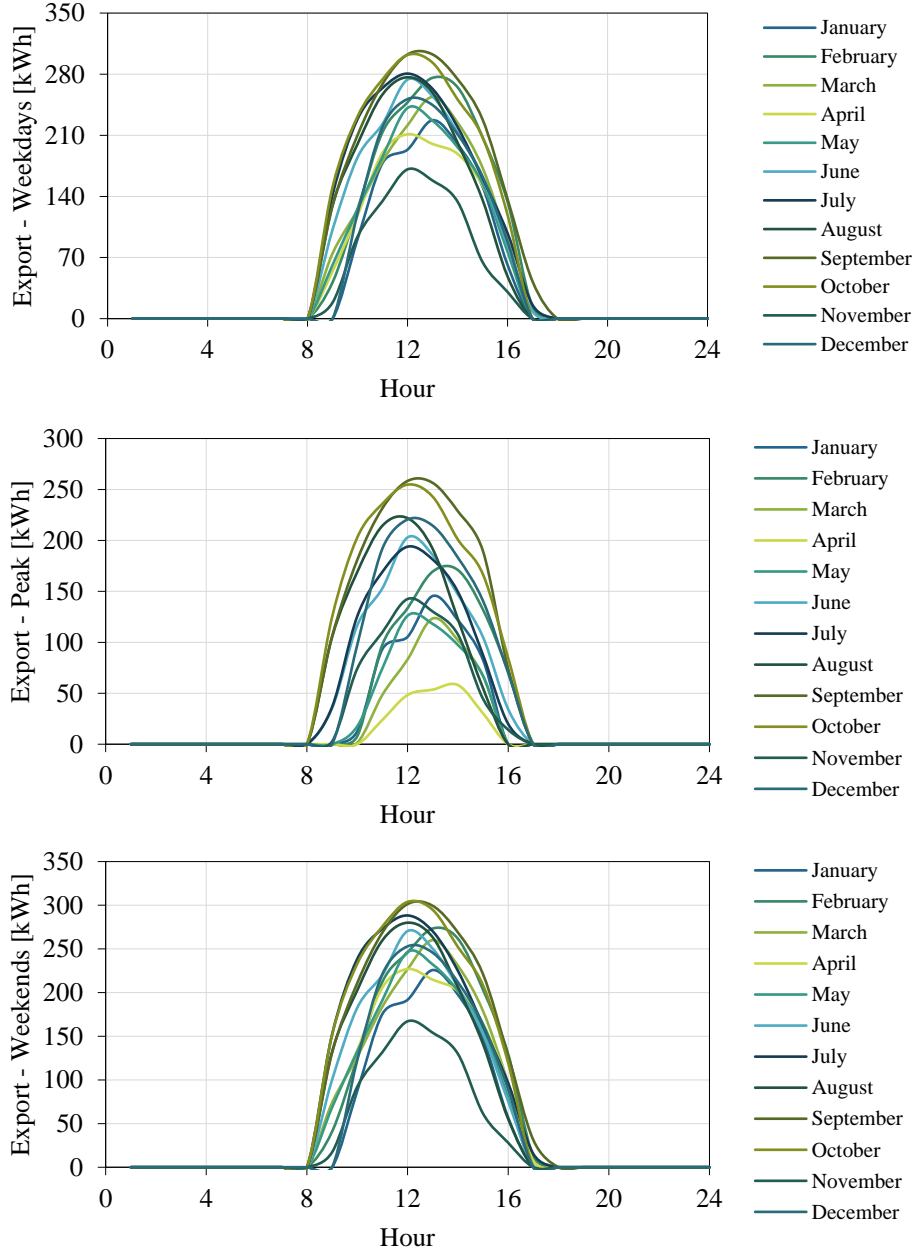 Export - Weekdays [kWh]
350
280
210
140
70
0
0 4 8 12 16 20 24
Hour
January
February
March
April
May
June
July
August
September
October
November
December
Export - Peak [kWh]
300
250
200
150
100
50
0
0 4 8 12 16 20 24
Hour
January
February
March
April
May
June
July
August
September
October
November
December
Export - Weekends [kWh]
350
300
250
200
150
100
50
0
0 4 8 12 16 20 24
Hour
January
February
March
April
May
June
July
August
September
October
November
December